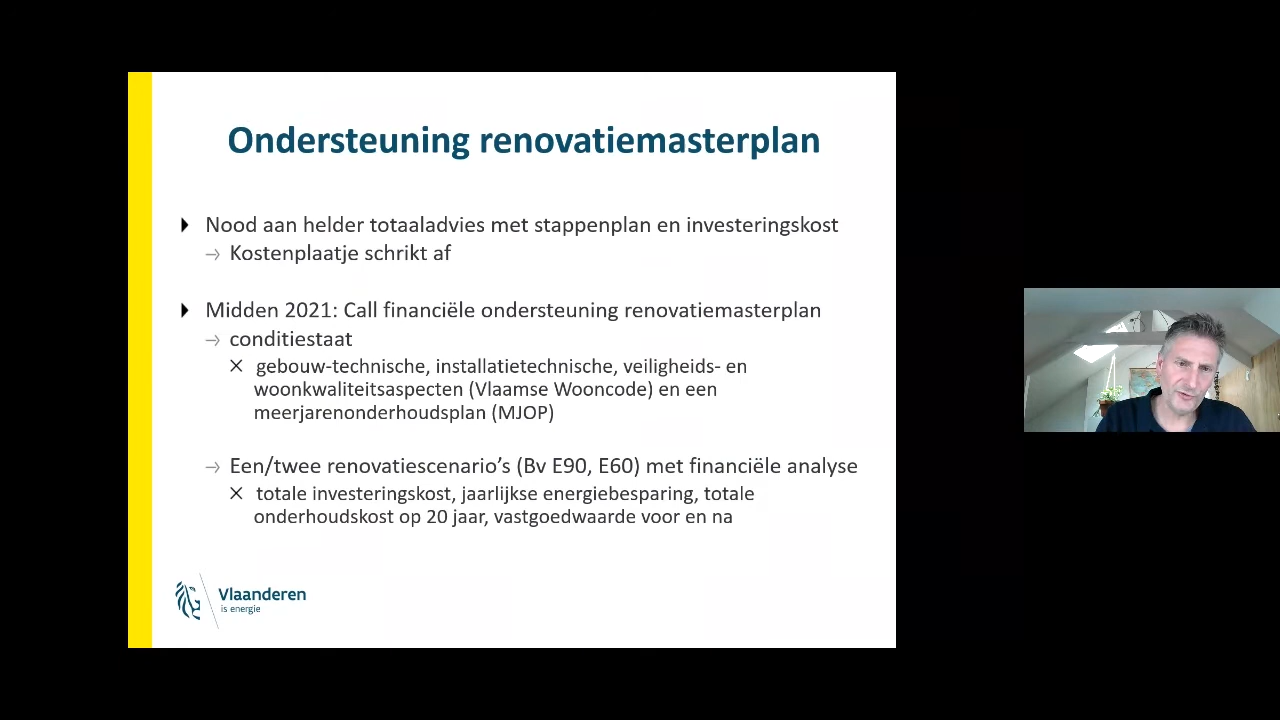 Ondersteuning renovatiemasterplan
Nood aan helder totaaladvies met stappenplan en investeringskost
Kostenplaatje schrikt af
Midden 2021: Call financiële ondersteuning renovatiemasterplan
conditiestaat
gebouw-technische, installatietechnische, veiligheids- en
woonkwaliteitsaspecten (Vlaamse Wooncode) en een
meerjarenonderhoudsplan (MJOP)
Een/twee renovatiescenario’s (Bv E90, E60) met financiële analyse
totale investeringskost, jaarlijkse energiebesparing, totale
onderhoudskost op 20 jaar, vastgoedwaarde voor en na
Vlaanderen
is energie